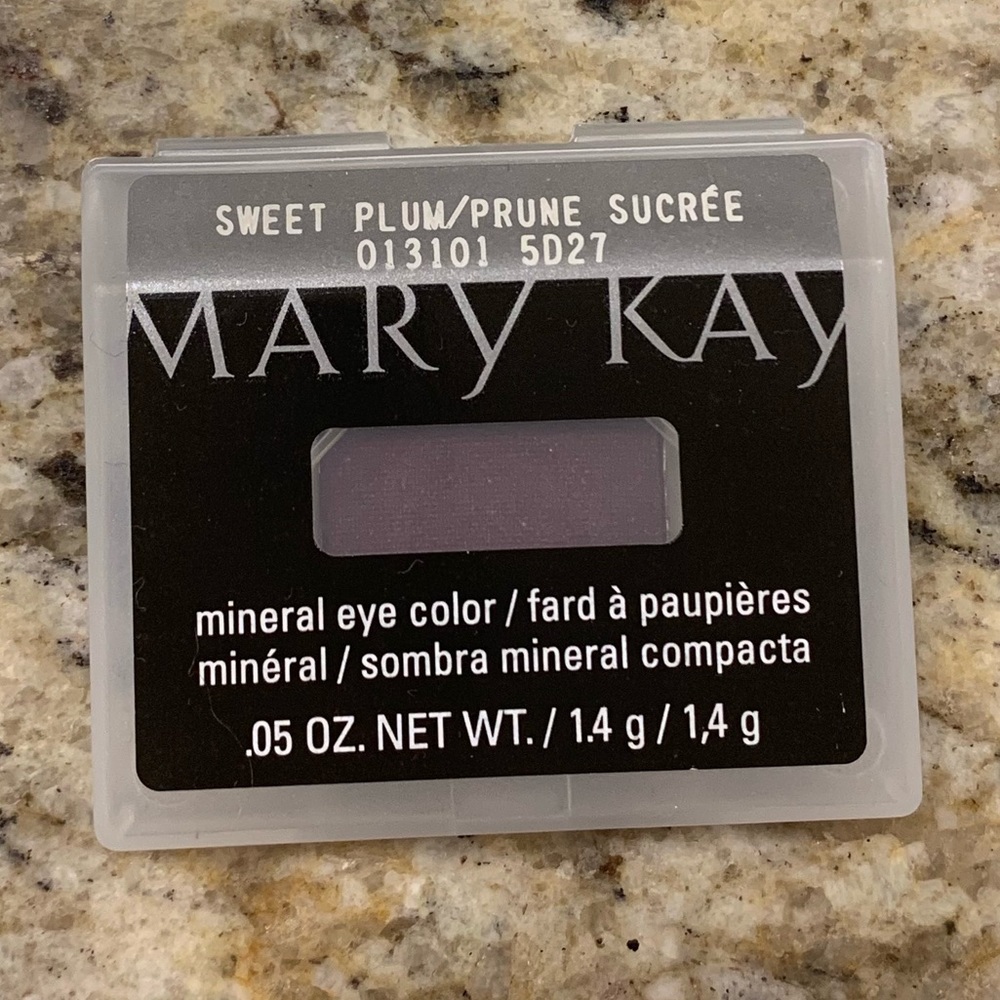 SWEET PLUM/PRUNE SUCRÉE
013101 5D27
MARY KAY
mineral eye color / fard à paupières
minéral / sombra mineral compacta
.05 OZ. NET WT. / 1.4 g / 1,4 g